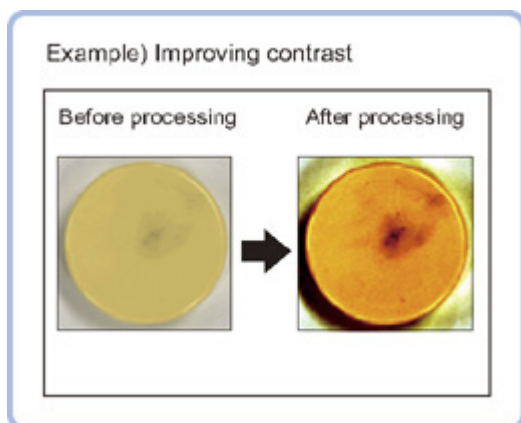 Example) Improving contrast
Before processing
After processing